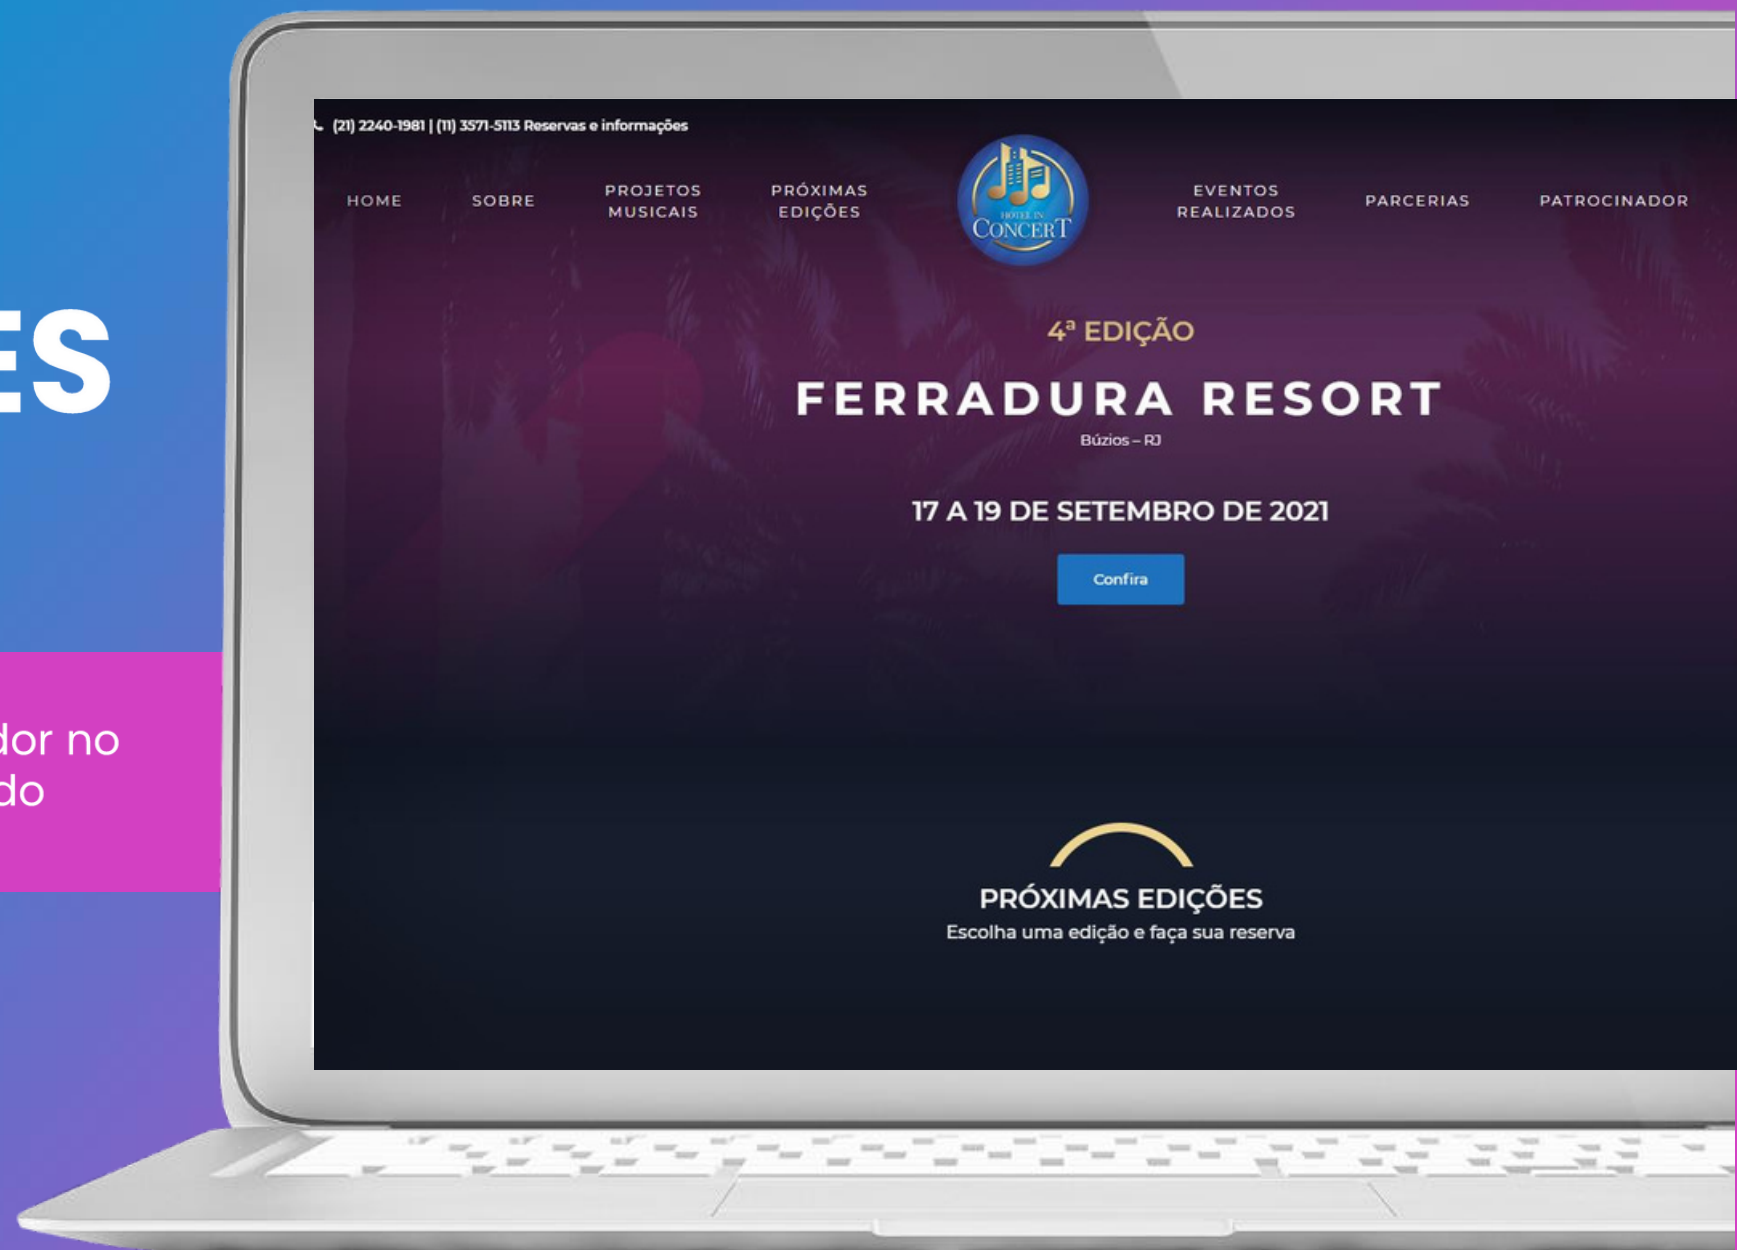 (21) 2240-1981 | (11) 3571-5113 Reservas e informações
HOME
SOBRE
PROJETOS
MUSICAIS
PRÓXIMAS
EDIÇÕES
HOTEL IN
CONCERT
EVENTOS
REALIZADOS
PARCERIAS
PATROCINADOR
ES
4ª EDIÇÃO
FERRADURA RESORT
Búzios – RJ
17 A 19 DE SETEMBRO DE 2021
Confira
dor no
do
PRÓXIMAS EDIÇÕES
Escolha uma edição e faça sua reserva